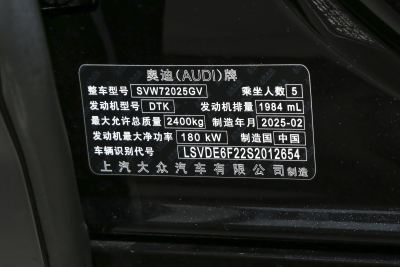 奥迪(AUDI)牌
整车型号 SVW72025GV 乘坐人数 5
发动机型号 DTK 发动机排量 1984 mL
最大允许总质量 2400kg 制造年月 2025-02
发动机最大净功率 180 kW 制造国 中国
车辆识别代号 LSVDE6F22S2012654
上汽大众汽车有限公司 制造